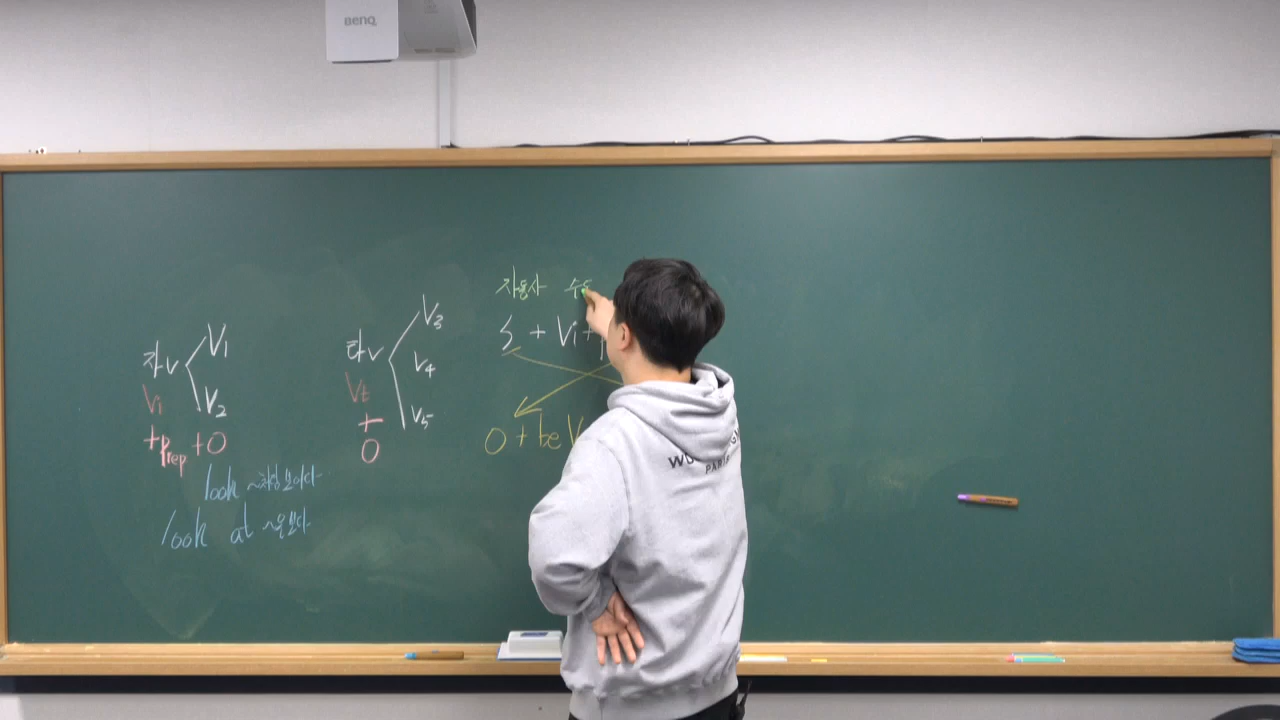 BenQ
자동사 수
S + Vi +
O + be V
자v V1
V2
Vi
+prep +O
타v V3
V4
V5
Vt
+
O
look ~처럼 보이다
look at ~을 보다
PARIS